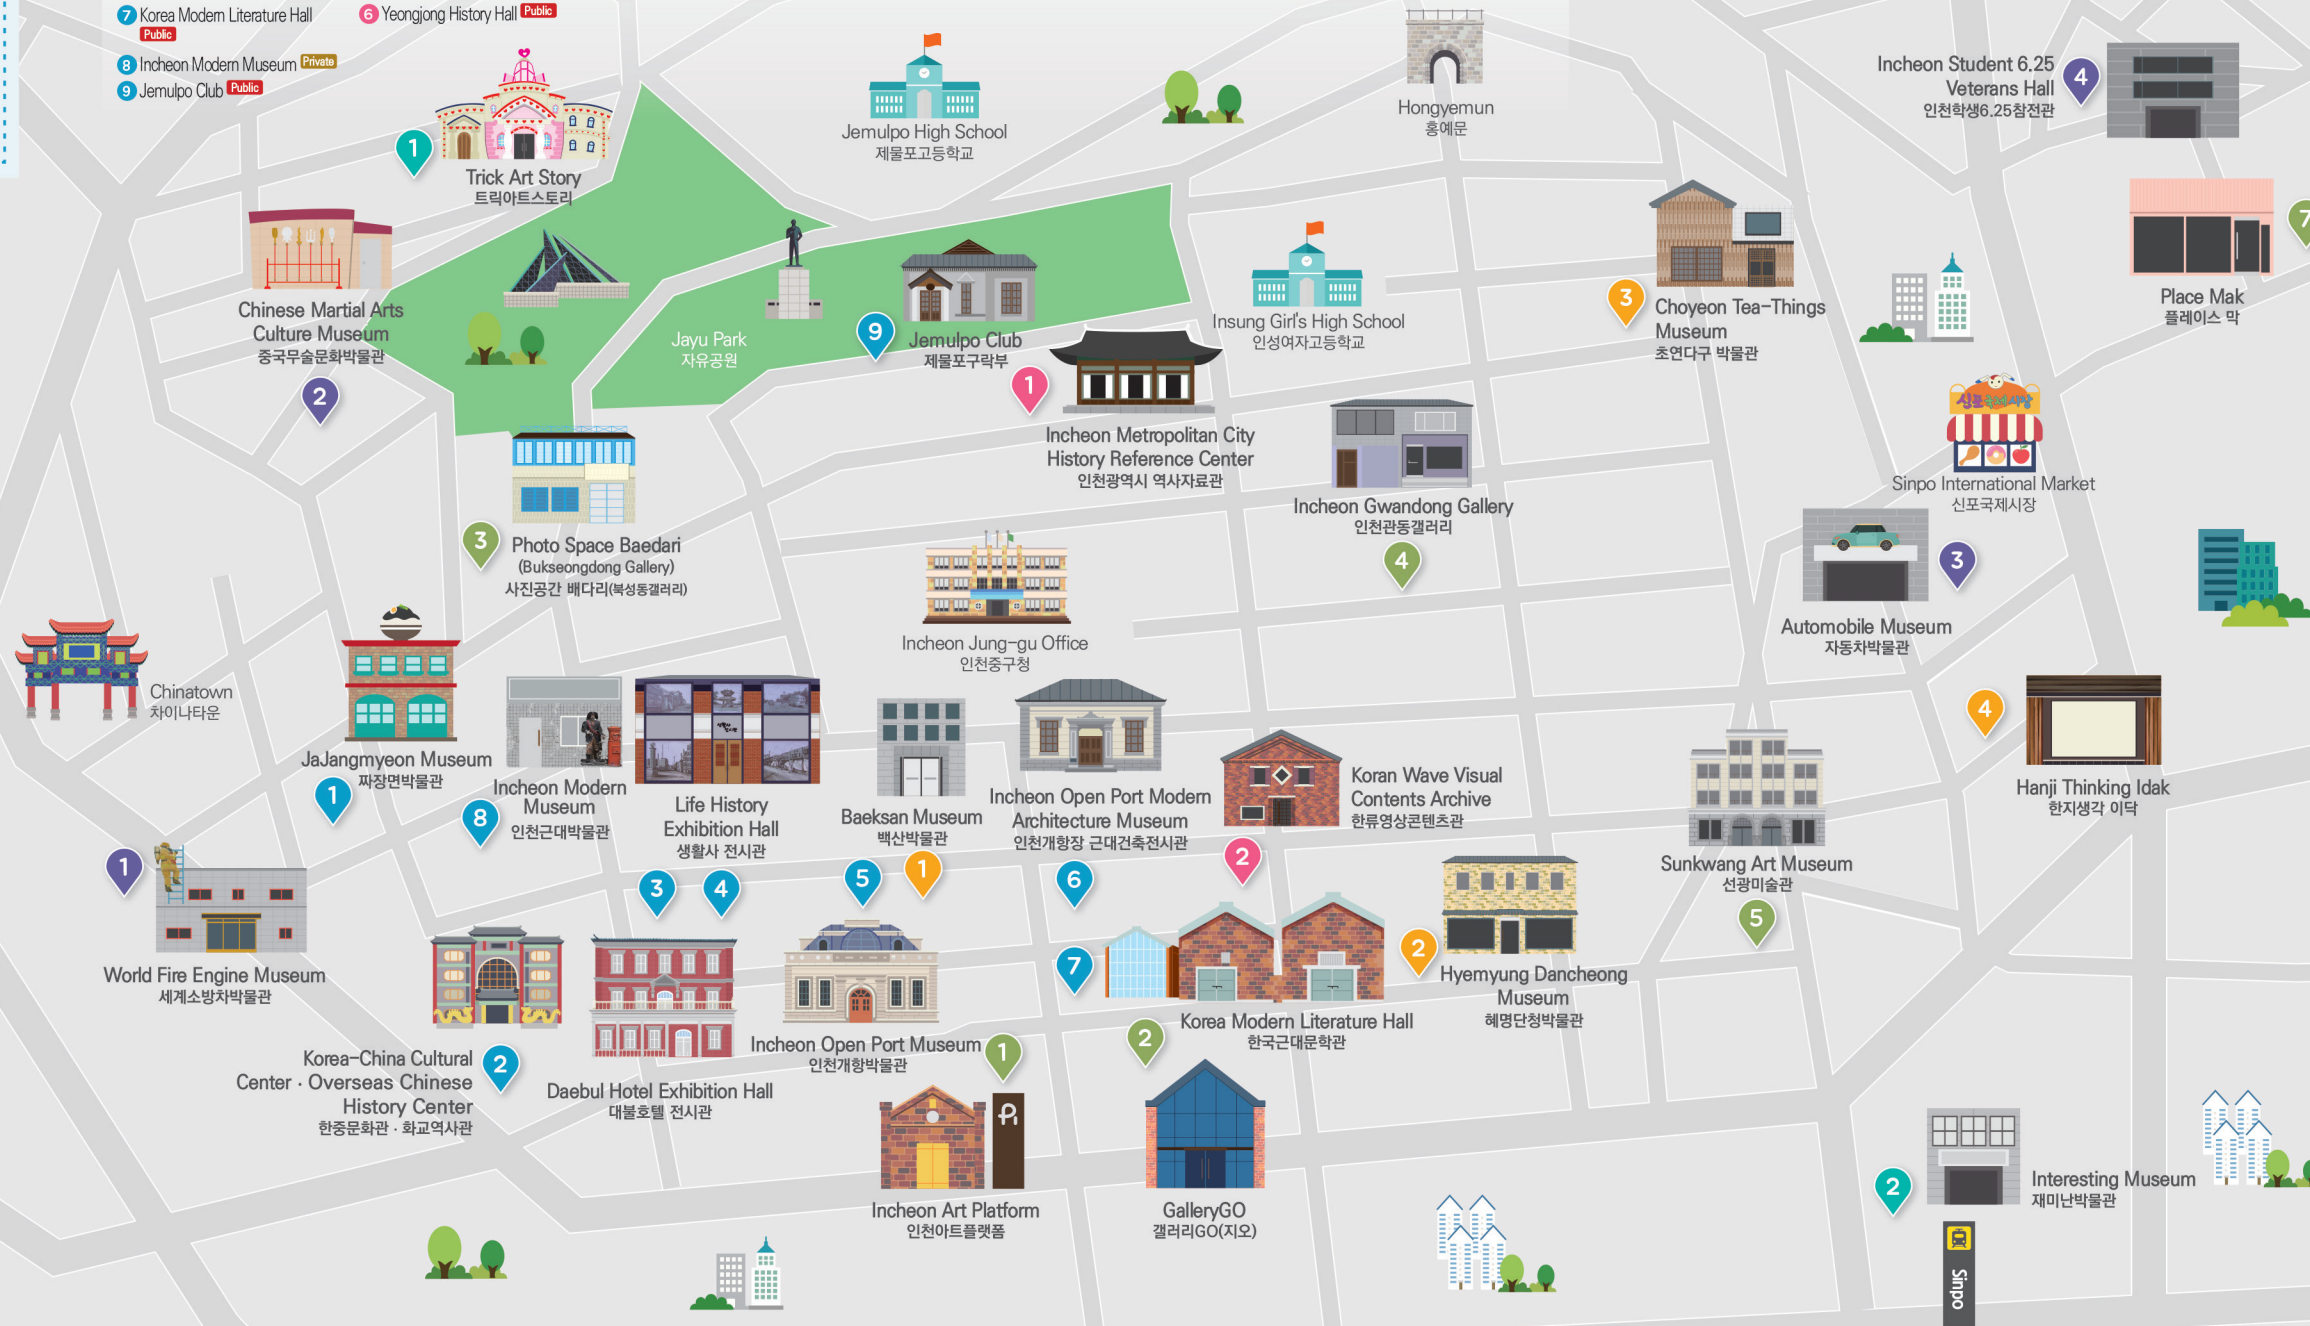 7 Korea Modern Literature Hall
Public
8 Incheon Modern Museum Private
9 Jemulpo Club Public
6 Yeongjong History Hall Public
1
Trick Art Story
트릭아트스토리
Jemulpo High School
제물포고등학교
Hongyemun
홍예문
Incheon Student 6.25
Veterans Hall
인천학생6.25참전관
4
Chinese Martial Arts
Culture Museum
중국무술문화박물관
2
Jayu Park
자유공원
9
Jemulpo Club
제물포구락부
Insung Girl's High School
인성여자고등학교
3
Choyeon Tea-Things
Museum
초연다구 박물관
Place Mak
플레이스 막
7
1
Incheon Metropolitan City
History Reference Center
인천광역시 역사자료관
Incheon Gwandong Gallery
인천관동갤러리
4
신포국제시장
Sinpo International Market
신포국제시장
3
Photo Space Baedari
(Bukseongdong Gallery)
사진공간 배다리(북성동갤러리)
Incheon Jung-gu Office
인천중구청
Automobile Museum
자동차박물관
3
Chinatown
차이나타운
JaJangmyeon Museum
짜장면박물관
1
Incheon Modern
Museum
인천근대박물관
8
Life History
Exhibition Hall
생활사 전시관
3
4
Baeksan Museum
백산박물관
5
1
Incheon Open Port Modern
Architecture Museum
인천개항장 근대건축전시관
6
Koran Wave Visual
Contents Archive
한류영상콘텐츠관
2
Sunkwang Art Museum
선광미술관
5
4
Hanji Thinking Idak
한지생각 이닥
1
World Fire Engine Museum
세계소방차박물관
Korea-China Cultural
Center · Overseas Chinese
History Center
한중문화관 · 화교역사관
2
Daebul Hotel Exhibition Hall
대불호텔 전시관
Incheon Open Port Museum
인천개항박물관
1
7
Korea Modern Literature Hall
한국근대문학관
2
2
Hyemyung Dancheong
Museum
혜명단청박물관
Incheon Art Platform
인천아트플랫폼
GalleryGO
갤러리GO(지오)
2
Interesting Museum
재미난박물관
Sinpo